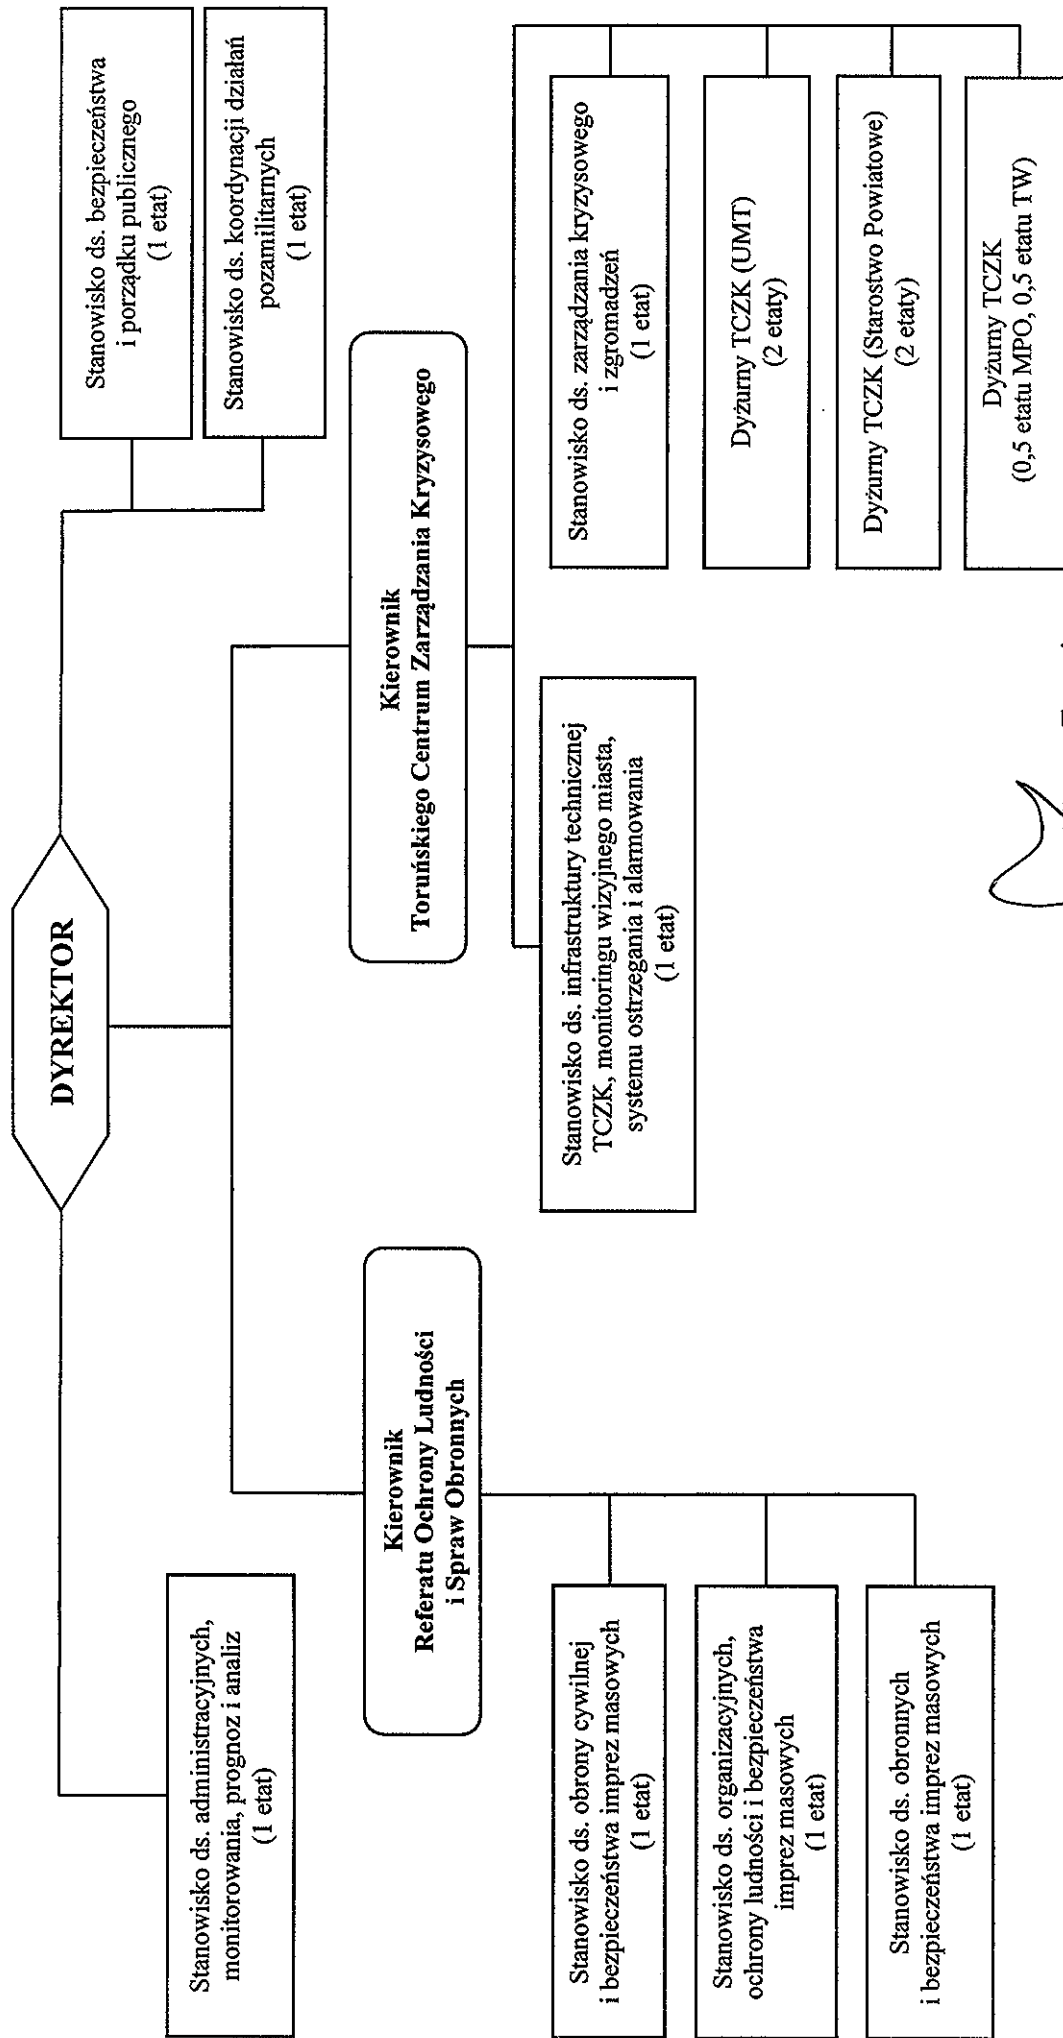 DYREKTOR
Stanowisko ds. administracyjnych,
monitorowania, prognoz i analiz
(1 etat)
Stanowisko ds. bezpieczeństwa
i porządku publicznego
(1 etat)
Stanowisko ds. koordynacji działań
pozamilitarnych
(1 etat)
Kierownik
Referatu Ochrony Ludności
i Spraw Obronnych
Kierownik
Toruńskiego Centrum Zarządzania Kryzysowego
Stanowisko ds. obrony cywilnej
i bezpieczeństwa imprez masowych
(1 etat)
Stanowisko ds. organizacyjnych,
ochrony ludności i bezpieczeństwa
imprez masowych
(1 etat)
Stanowisko ds. obronnych
i bezpieczeństwa imprez masowych
(1 etat)
Stanowisko ds. infrastruktury technicznej
TCZK, monitoringu wizyjnego miasta,
systemu ostrzegania i alarmowania
(1 etat)
Stanowisko ds. zarządzania kryzysowego
i zgromadzeń
(1 etat)
Dyżurny TCZK (UMT)
(2 etaty)
Dyżurny TCZK (Starostwo Powiatowe)
(2 etaty)
Dyżurny TCZK
(0,5 etatu MPO, 0,5 etatu TW)